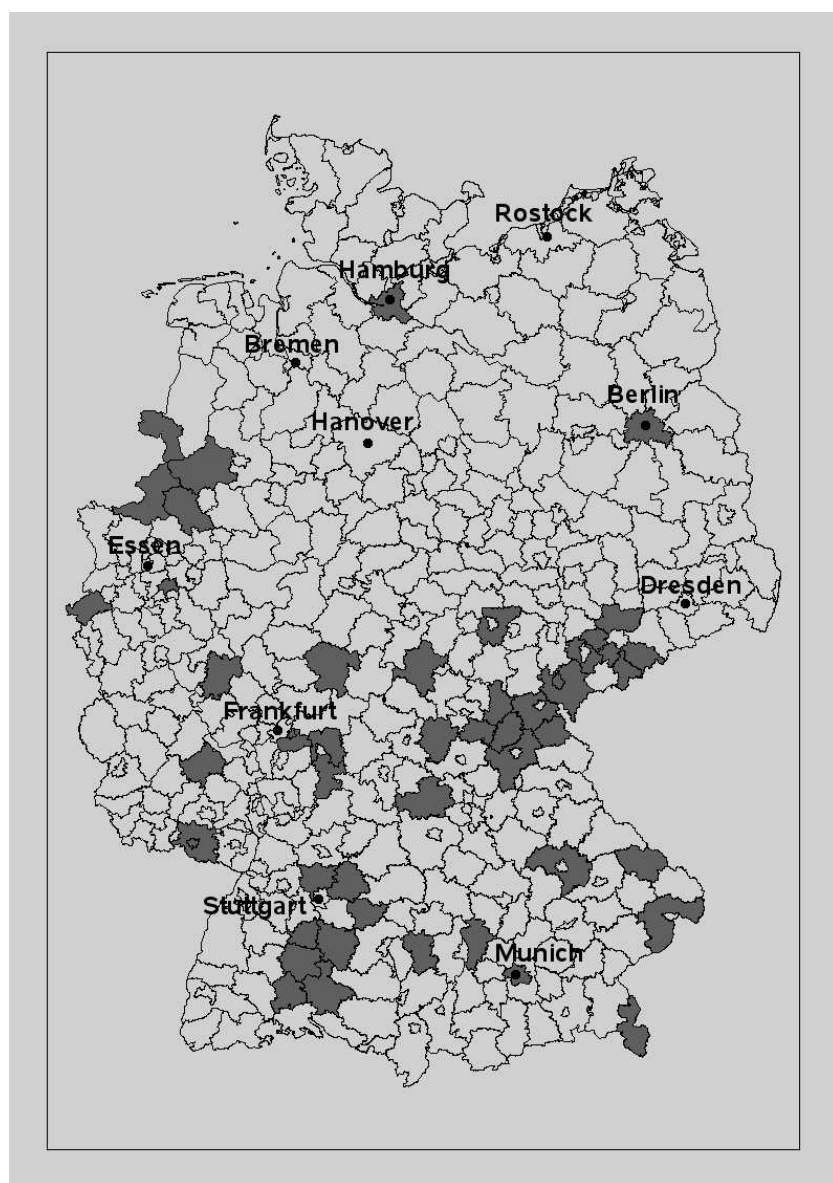 Rostock
Hamburg
Bremen
Berlin
Hanover
Essen
Dresden
Frankfurt
Stuttgart
Munich